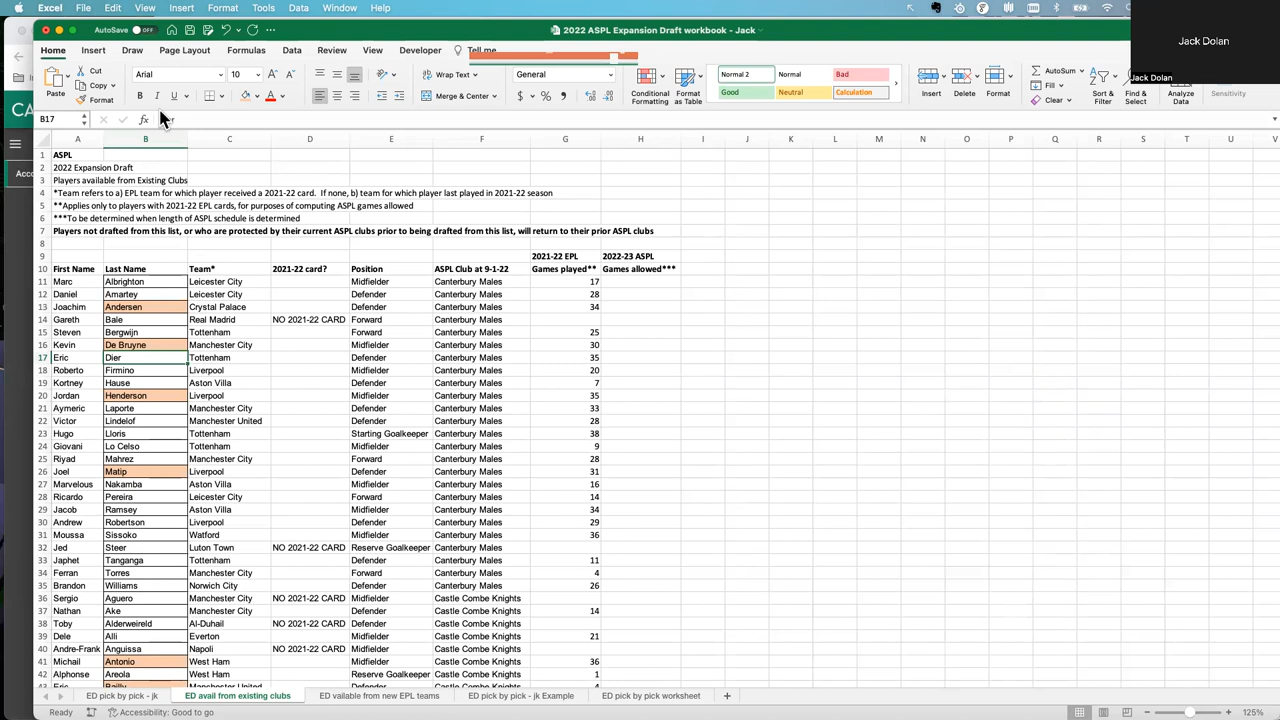 Excel File Edit View Insert Format Tools Data Window Help
Jack Dolan
AutoSave OFF 2022 ASPL Expansion Draft workbook - Jack
Home Insert Draw Page Layout Formulas Data Review View Developer Tell me
Jack Dolan
Paste Cut Copy Format
Arial 10 Wrap Text General Normal 2 Normal Bad AutoSum
B I U Merge & Center $ % Conditional Formatting Format as Table Good Neutral Calculation Insert Delete Format Fill Clear Sort & Filter Find & Select Analyze Data Sensitivity
B17 fx
A B C D E F G H I J K L M N O P Q R S T U V
1 ASPL
2 2022 Expansion Draft
3 Players available from Existing Clubs
4 *Team refers to a) EPL team for which player received a 2021-22 card. If none, b) team for which player last played in 2021-22 season
5 **Applies only to players with 2021-22 EPL cards, for purposes of computing ASPL games allowed
6 ***To be determined when length of ASPL schedule is determined
7 Players not drafted from this list, or who are protected by their current ASPL clubs prior to being drafted from this list, will return to their prior ASPL clubs
8
9 2021-22 EPL 2022-23 ASPL
10 First Name Last Name Team* 2021-22 card? Position ASPL Club at 9-1-22 Games played** Games allowed***
11 Marc Albrighton Leicester City Midfielder Canterbury Males 17
12 Daniel Amartey Leicester City Defender Canterbury Males 28
13 Joachim Andersen Crystal Palace Defender Canterbury Males 34
14 Gareth Bale Real Madrid NO 2021-22 CARD Forward Canterbury Males
15 Steven Bergwijn Tottenham Forward Canterbury Males 25
16 Kevin De Bruyne Manchester City Midfielder Canterbury Males 30
17 Eric Dier Tottenham Defender Canterbury Males 35
18 Roberto Firmino Liverpool Midfielder Canterbury Males 20
19 Kortney Hause Aston Villa Defender Canterbury Males 7
20 Jordan Henderson Liverpool Midfielder Canterbury Males 35
21 Aymeric Laporte Manchester City Defender Canterbury Males 33
22 Victor Lindelof Manchester United Defender Canterbury Males 28
23 Hugo Lloris Tottenham Starting Goalkeeper Canterbury Males 38
24 Giovani Lo Celso Tottenham Midfielder Canterbury Males 9
25 Riyad Mahrez Manchester City Forward Canterbury Males 28
26 Joel Matip Liverpool Defender Canterbury Males 31
27 Marvelous Nakamba Aston Villa Midfielder Canterbury Males 16
28 Ricardo Pereira Leicester City Forward Canterbury Males 14
29 Jacob Ramsey Aston Villa Midfielder Canterbury Males 34
30 Andrew Robertson Liverpool Defender Canterbury Males 29
31 Moussa Sissoko Watford Midfielder Canterbury Males 36
32 Jed Steer Luton Town NO 2021-22 CARD Reserve Goalkeeper Canterbury Males
33 Japhet Tanganga Tottenham Defender Canterbury Males 11
34 Ferran Torres Manchester City Forward Canterbury Males 4
35 Brandon Williams Norwich City Defender Canterbury Males 26
36 Sergio Aguero Manchester City NO 2021-22 CARD Midfielder Castle Combe Knights
37 Nathan Ake Manchester City Defender Castle Combe Knights 14
38 Toby Alderweireld Al-Duhail NO 2021-22 CARD Defender Castle Combe Knights
39 Dele Alli Everton Midfielder Castle Combe Knights 21
40 Andre-Frank Anguissa Napoli NO 2021-22 CARD Midfielder Castle Combe Knights
41 Michail Antonio West Ham Midfielder Castle Combe Knights 36
42 Alphonse Areola West Ham Reserve Goalkeeper Castle Combe Knights 1
ED pick by pick - jk ED avail from existing clubs ED vailable from new EPL teams ED pick by pick - jk Example ED pick by pick worksheet +
Ready Accessibility: Good to go 125%